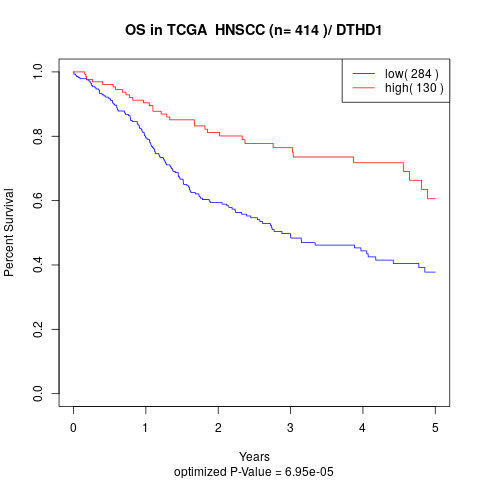 OS in TCGA  HNSCC (n= 414 )/ DTHD1
low( 284 )
high( 130 )
1.0
0.8
0.6
0.4
0.2
0.0
Percent Survival
0 1 2 3 4 5
Years
optimized P-Value = 6.95e-05